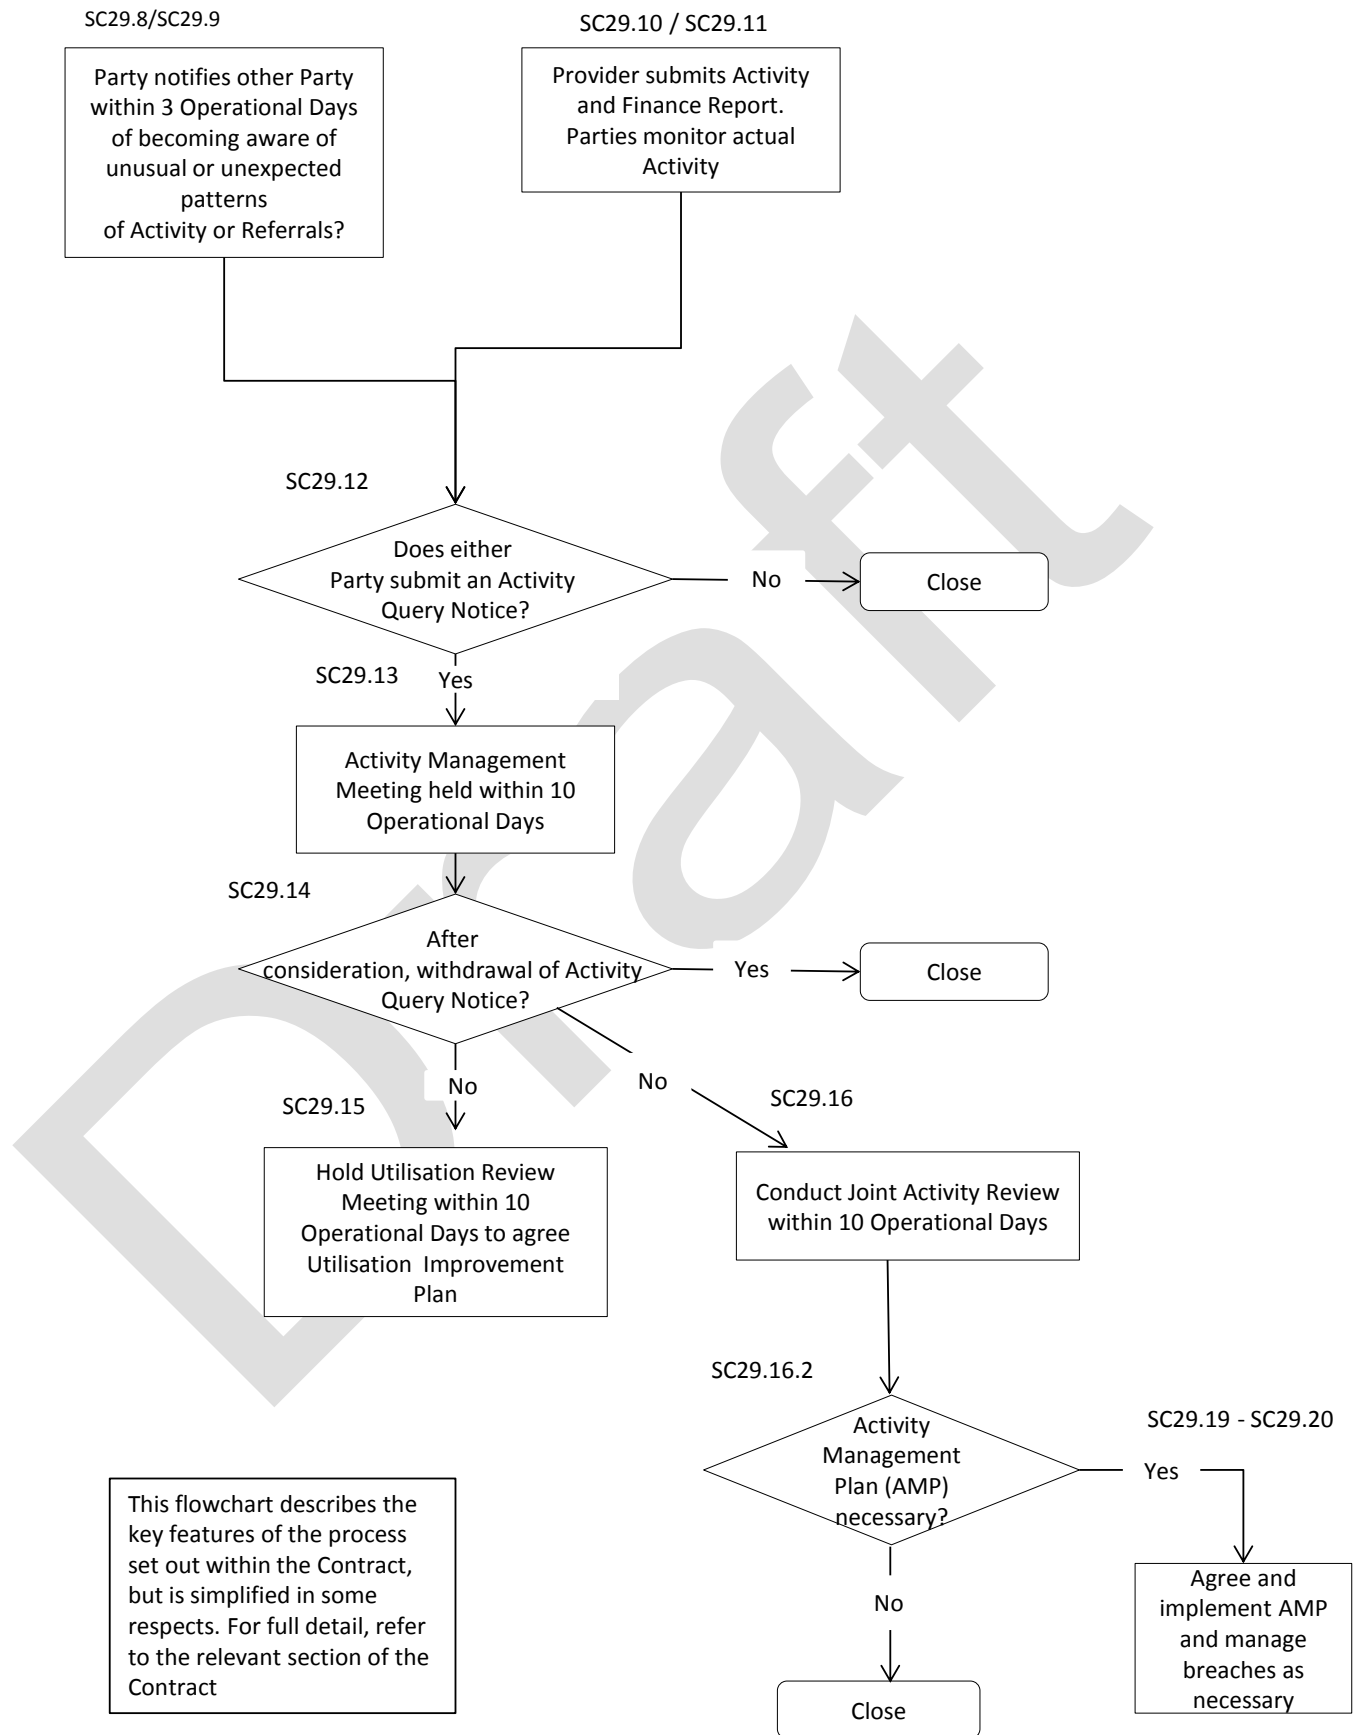 SC29.8/SC29.9
SC29.10 / SC29.11
Party notifies other Party
within 3 Operational Days
of becoming aware of
unusual or unexpected
patterns
of Activity or Referrals?
Provider submits Activity
and Finance Report.
Parties monitor actual
Activity
SC29.12
Does either
Party submit an Activity
Query Notice?
No
Close
SC29.13
Yes
Activity Management
Meeting held within 10
Operational Days
SC29.14
After
consideration, withdrawal of Activity
Query Notice?
Yes
Close
No
No
SC29.15
SC29.16
Hold Utilisation Review
Meeting within 10
Operational Days to agree
Utilisation Improvement
Plan
Conduct Joint Activity Review
within 10 Operational Days
SC29.16.2
SC29.19 - SC29.20
Activity
Management
Plan (AMP)
necessary?
Yes
No
Agree and
implement AMP
and manage
breaches as
necessary
Close
This flowchart describes the
key features of the process
set out within the Contract,
but is simplified in some
respects. For full detail, refer
to the relevant section of the
Contract
Draft